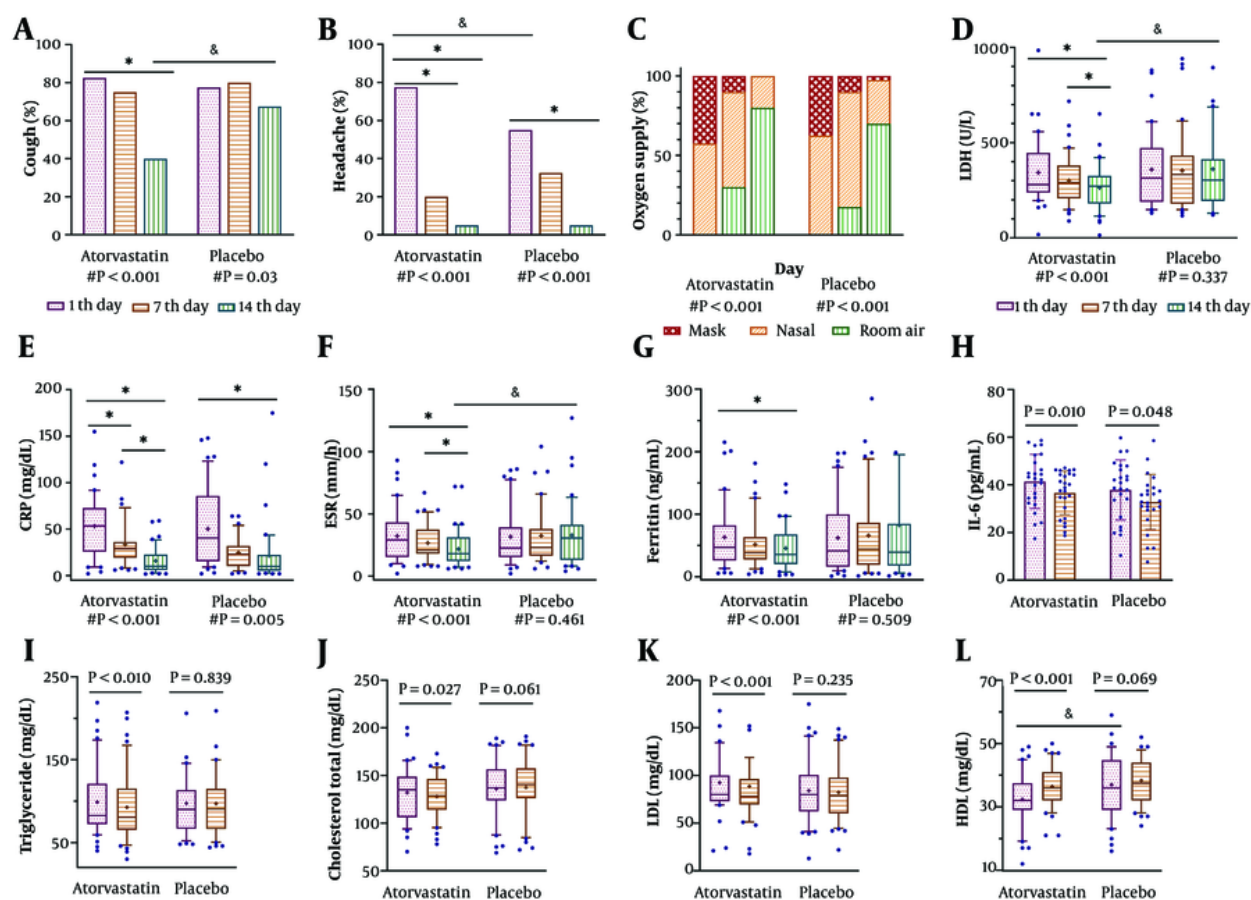 A
Cough (%)
100
80
60
40
20
0
*
&
Atorvastatin
Placebo
#P < 0.001
#P = 0.03
1 th day
7 th day
14 th day
B
Headache (%)
100
80
60
40
20
0
&
*
*
*
Atorvastatin
Placebo
#P < 0.001
#P < 0.001
C
Oxygen supply (%)
100
50
0
Day
Atorvastatin
Placebo
#P < 0.001
#P < 0.001
Mask
Nasal
Room air
D
LDH (U/L)
1000
500
0
&
*
*
Atorvastatin
Placebo
#P < 0.001
#P = 0.337
1 th day
7 th day
14 th day
E
CRP (mg/dL)
200
150
100
50
0
*
*
*
*
Atorvastatin
Placebo
#P < 0.001
#P = 0.005
F
ESR (mm/h)
150
100
50
0
&
*
*
Atorvastatin
Placebo
#P < 0.001
#P = 0.461
G
Ferritin (ng/mL)
300
200
100
0
*
Atorvastatin
Placebo
#P < 0.001
#P = 0.509
H
IL-6 (pg/mL)
80
60
40
20
0
P = 0.010
P = 0.048
Atorvastatin
Placebo
I
Triglyceride (mg/dL)
250
150
50
P < 0.010
P = 0.839
Atorvastatin
Placebo
J
Cholesterol total (mg/dL)
250
200
150
100
50
P = 0.027
P = 0.061
Atorvastatin
Placebo
K
LDL (mg/dL)
200
150
100
50
0
P < 0.001
P = 0.235
Atorvastatin
Placebo
L
HDL (mg/dL)
70
50
30
10
P < 0.001
P = 0.069
&
Atorvastatin
Placebo